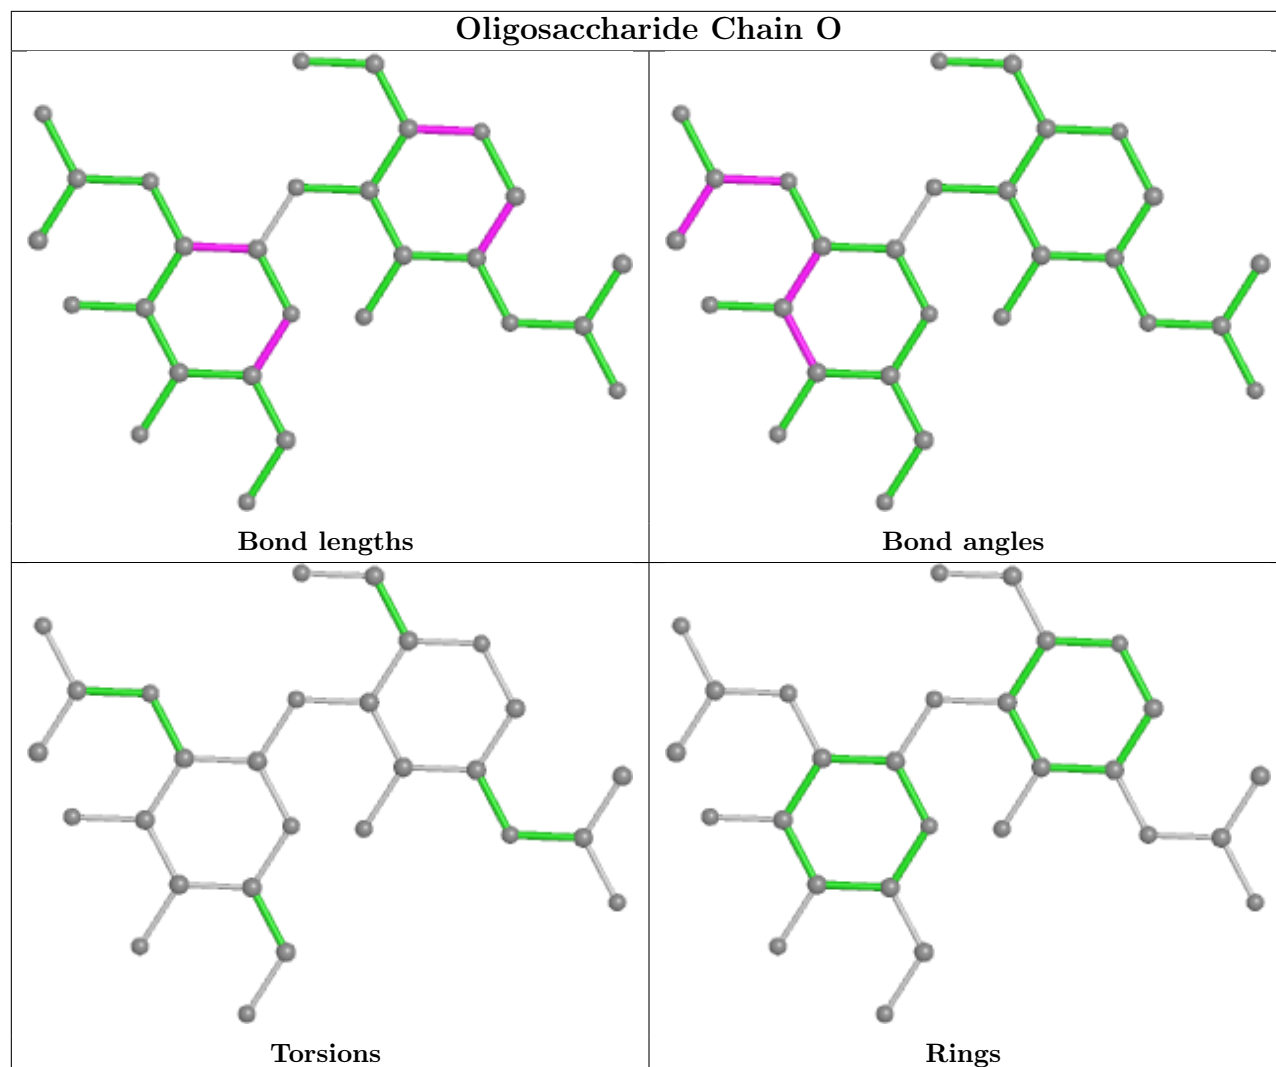 Oligosaccharide Chain O
Bond lengths
Bond angles
Torsions
Rings